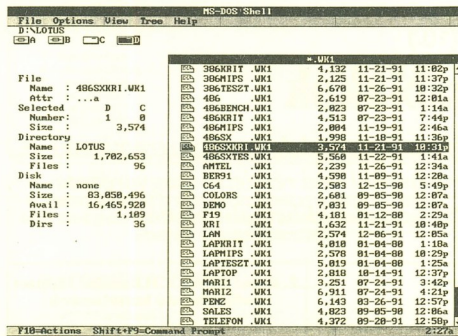 MS-DOS Shell
File Options View Tree Help
D:\LOTUS
A B C D
*.WK1
File
Name : 486SXKRI.WK1
Attr : ...a
Selected D C
Number: 1 0
Size : 3,574
Directory
Name : LOTUS
Size : 1,702,653
Files : 96
Disk
Name : none
Size : 83,050,496
Avail : 16,465,920
Files : 1,109
Dirs : 36
386KRIT .WK1 4,132 11-21-91 11:02p
386MIPS .WK1 2,125 11-21-91 11:37p
386TESZT.WK1 6,670 11-26-91 10:32p
486 .WK1 2,619 07-23-91 12:01a
486BENCH.WK1 2,023 07-23-91 1:14a
486KRIT .WK1 4,513 07-23-91 7:44p
486MIPS .WK1 2,004 11-19-91 2:46a
486SX .WK1 1,998 11-18-91 11:36p
486SXKRI.WK1 3,574 11-21-91 10:31p
486SXTES.WK1 5,560 11-22-91 1:41a
AMTEL .WK1 2,239 11-26-91 12:34a
BER91 .WK1 4,590 11-09-91 12:20a
C64 .WK1 2,503 12-15-90 5:49p
COLORS .WK1 2,601 09-05-90 12:07a
DEMO .WK1 7,031 09-05-90 12:07a
F19 .WK1 4,181 01-12-80 2:29a
KRI .WK1 1,632 11-21-91 10:40p
LAN .WK1 2,574 12-06-91 12:05a
LAPKRIT .WK1 4,010 01-04-80 1:18a
LAPMIPS .WK1 2,578 01-04-80 10:29p
LAPTESZT.WK1 5,019 01-04-80 1:25a
LAPTOP .WK1 2,818 10-14-91 12:37p
MARI1 .WK1 3,251 07-24-91 3:42p
MARI2 .WK1 6,911 07-24-91 4:21p
PENZ .WK1 6,143 03-26-91 12:57p
SALES .WK1 4,823 09-05-90 12:06a
TELEFON .WK1 4,372 09-20-91 12:58p
F10=Actions Shift+F9=Command Prompt 2:27a